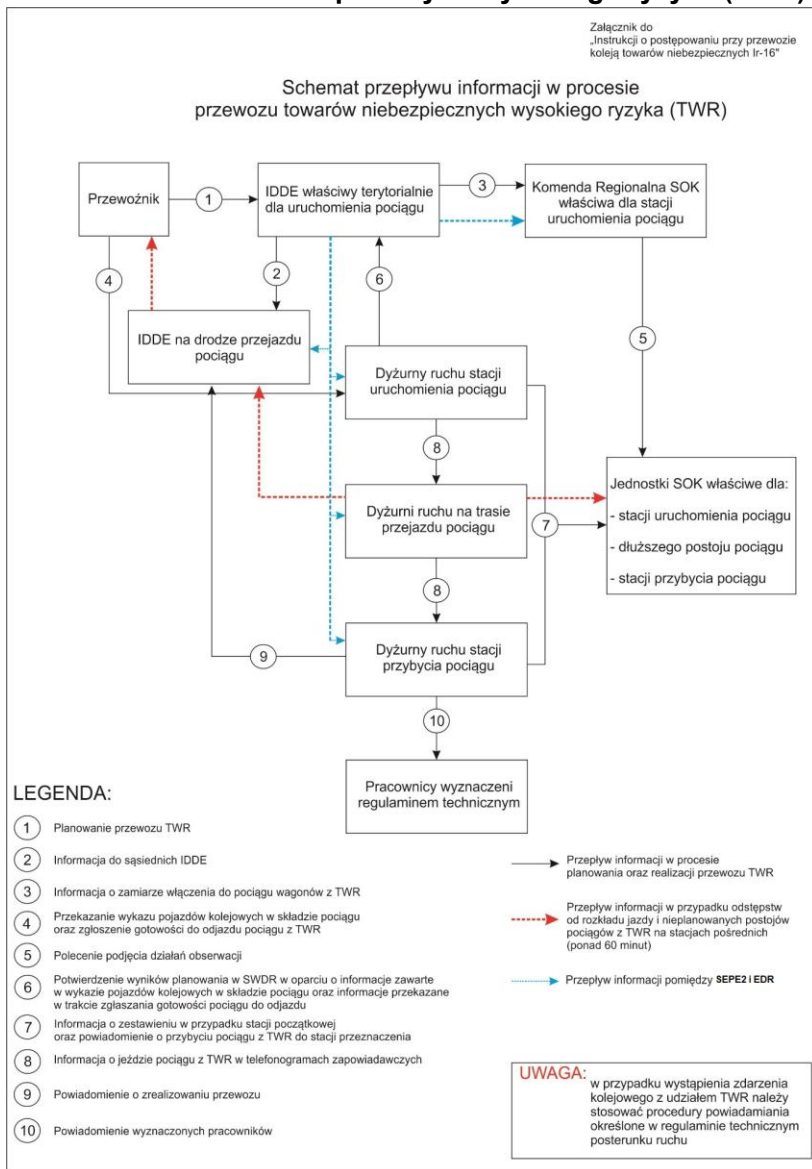 Załącznik do
„Instrukcji o postępowaniu przy przewozie
koleją towarów niebezpiecznych Ir-16"
Schemat przepływu informacji w procesie
przewozu towarów niebezpiecznych wysokiego ryzyka (TWR)
Przewoźnik
1
IDDE właściwy terytorialnie
dla uruchomienia pociągu
3
Komenda Regionalna SOK
właściwa dla stacji
uruchomienia pociągu
4
2
6
IDDE na drodze przejazdu
pociągu
5
Dyżurny ruchu stacji
uruchomienia pociągu
8
Dyżurni ruchu na trasie
przejazdu pociągu
7
Jednostki SOK właściwe dla:
- stacji uruchomienia pociągu
- dłuższego postoju pociągu
- stacji przybycia pociągu
8
9
Dyżurny ruchu stacji
przybycia pociągu
10
Pracownicy wyznaczeni
regulaminem technicznym
LEGENDA:
1 Planowanie przewozu TWR
2 Informacja do sąsiednich IDDE
3 Informacja o zamiarze włączenia do pociągu wagonów z TWR
4 Przekazanie wykazu pojazdów kolejowych w składzie pociągu
oraz zgłoszenie gotowości do odjazdu pociągu z TWR
5 Polecenie podjęcia działań obserwacji
6 Potwierdzenie wyników planowania w SWDR w oparciu o informacje zawarte
w wykazie pojazdów kolejowych w składzie pociągu oraz informacje przekazane
w trakcie zgłaszania gotowości pociągu do odjazdu
7 Informacja o zestawieniu w przypadku stacji początkowej
oraz powiadomienie o przybyciu pociągu z TWR do stacji przeznaczenia
8 Informacja o jeździe pociągu z TWR w telefonogramach zapowiadawczych
9 Powiadomienie o zrealizowaniu przewozu
10 Powiadomienie wyznaczonych pracowników
Przepływ informacji w procesie
planowania oraz realizacji przewozu TWR
Przepływ informacji w przypadku odstępstw
od rozkładu jazdy i nieplanowanych postojów
pociągów z TWR na stacjach pośrednich
(ponad 60 minut)
Przepływ informacji pomiędzy SEPE2 i EDR
UWAGA:
w przypadku wystąpienia zdarzenia
kolejowego z udziałem TWR należy
stosować procedury powiadamiania
określone w regulaminie technicznym
posterunku ruchu